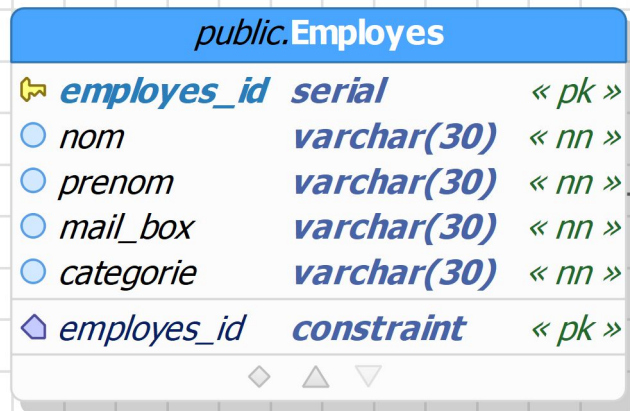 public.Employes
employes_id serial « pk »
nom varchar(30) « nn »
prenom varchar(30) « nn »
mail_box varchar(30) « nn »
categorie varchar(30) « nn »
employes_id constraint « pk »